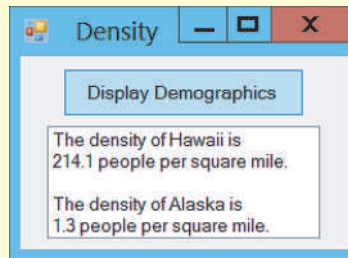 Density
Display Demographics
The density of Hawaii is
214.1 people per square mile.
The density of Alaska is
1.3 people per square mile.